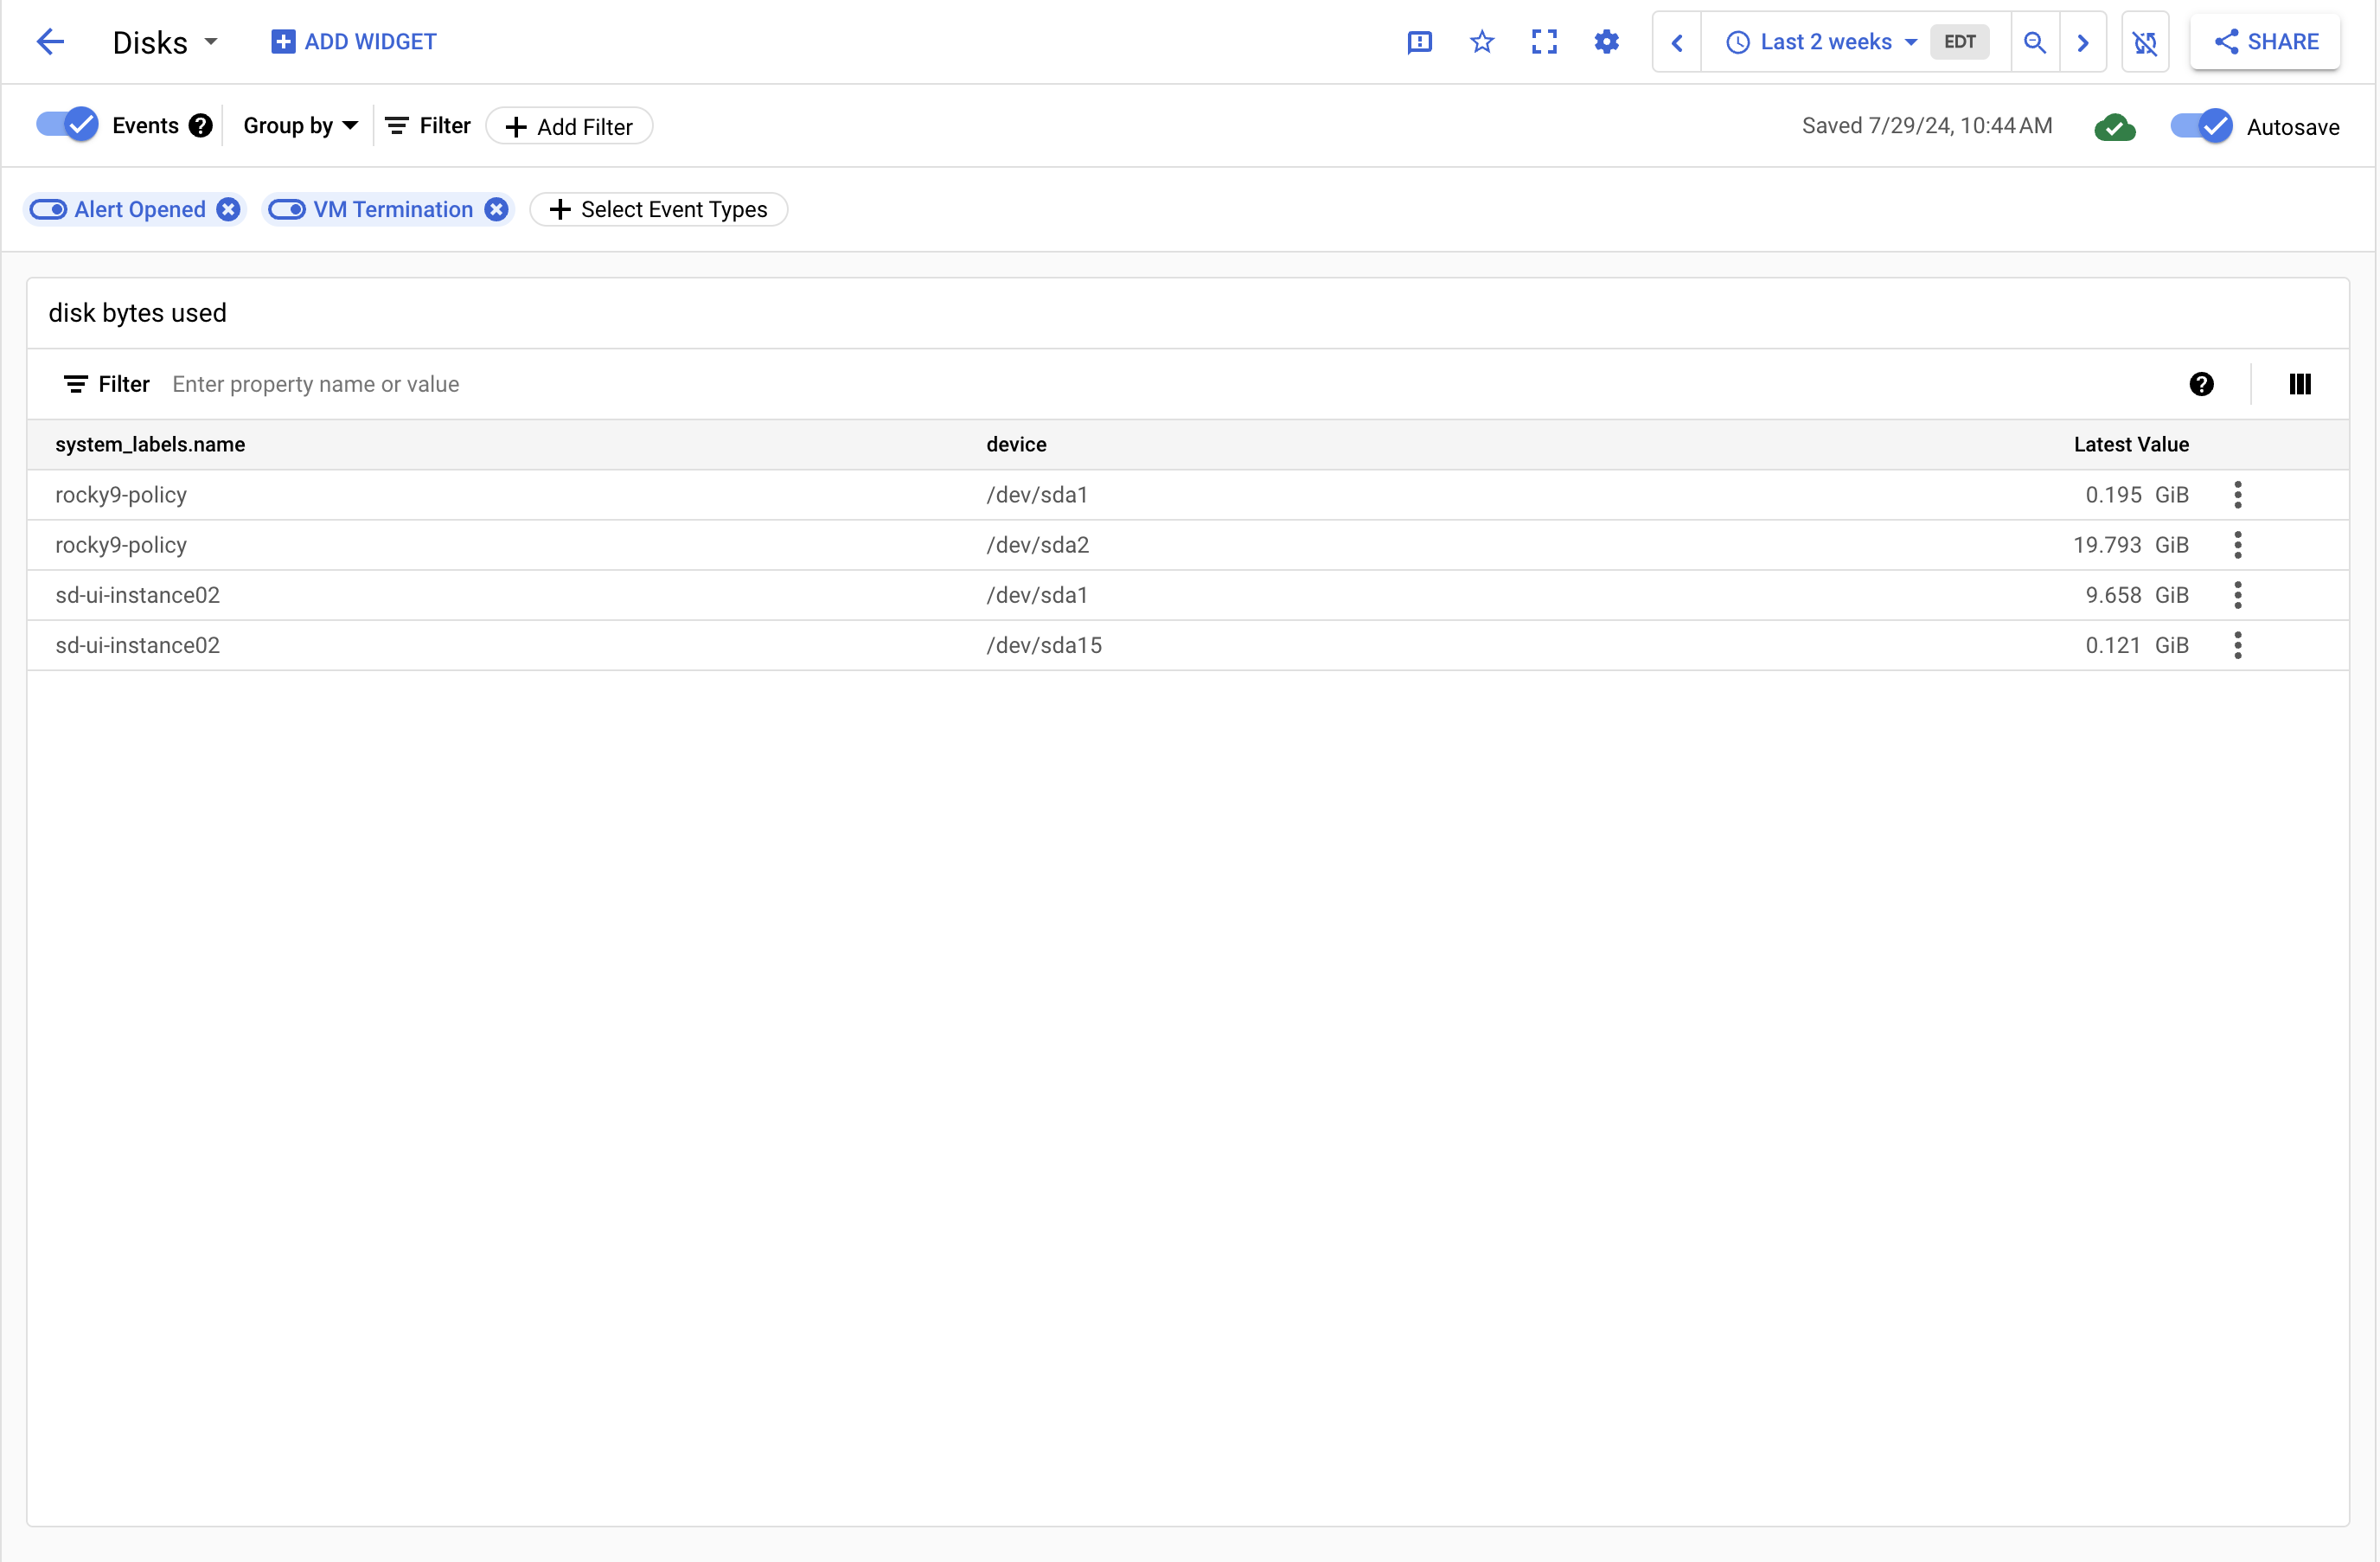 Disks ADD WIDGET Last 2 weeks EDT SHARE
Events Group by Filter Add Filter Saved 7/29/24, 10:44 AM Autosave
Alert Opened VM Termination Select Event Types
disk bytes used
Filter Enter property name or value
system_labels.name device Latest Value
rocky9-policy /dev/sda1 0.195 GiB
rocky9-policy /dev/sda2 19.793 GiB
sd-ui-instance02 /dev/sda1 9.658 GiB
sd-ui-instance02 /dev/sda15 0.121 GiB